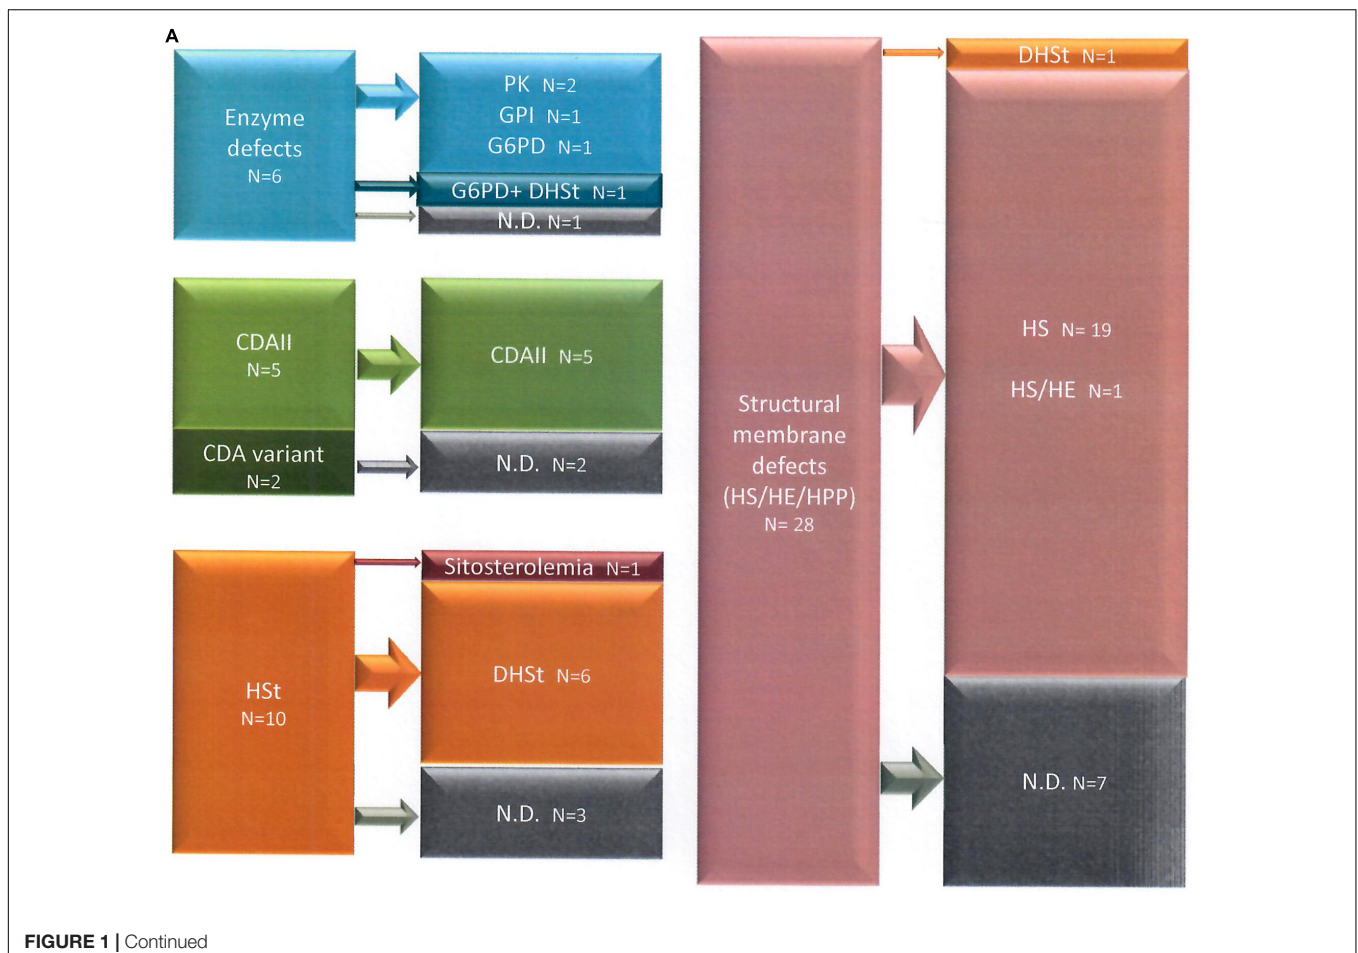 A
Enzyme
defects
N=6
PK N=2
GPI N=1
G6PD N=1
G6PD+ DHSt N=1
N.D. N=1
CDAII
N=5
CDA variant
N=2
CDAII N=5
N.D. N=2
HSt
N=10
Sitosterolemia N=1
DHSt N=6
N.D. N=3
Structural
membrane
defects
(HS/HE/HPP)
N= 28
DHSt N=1
HS N= 19
HS/HE N=1
N.D. N=7
FIGURE 1 | Continued